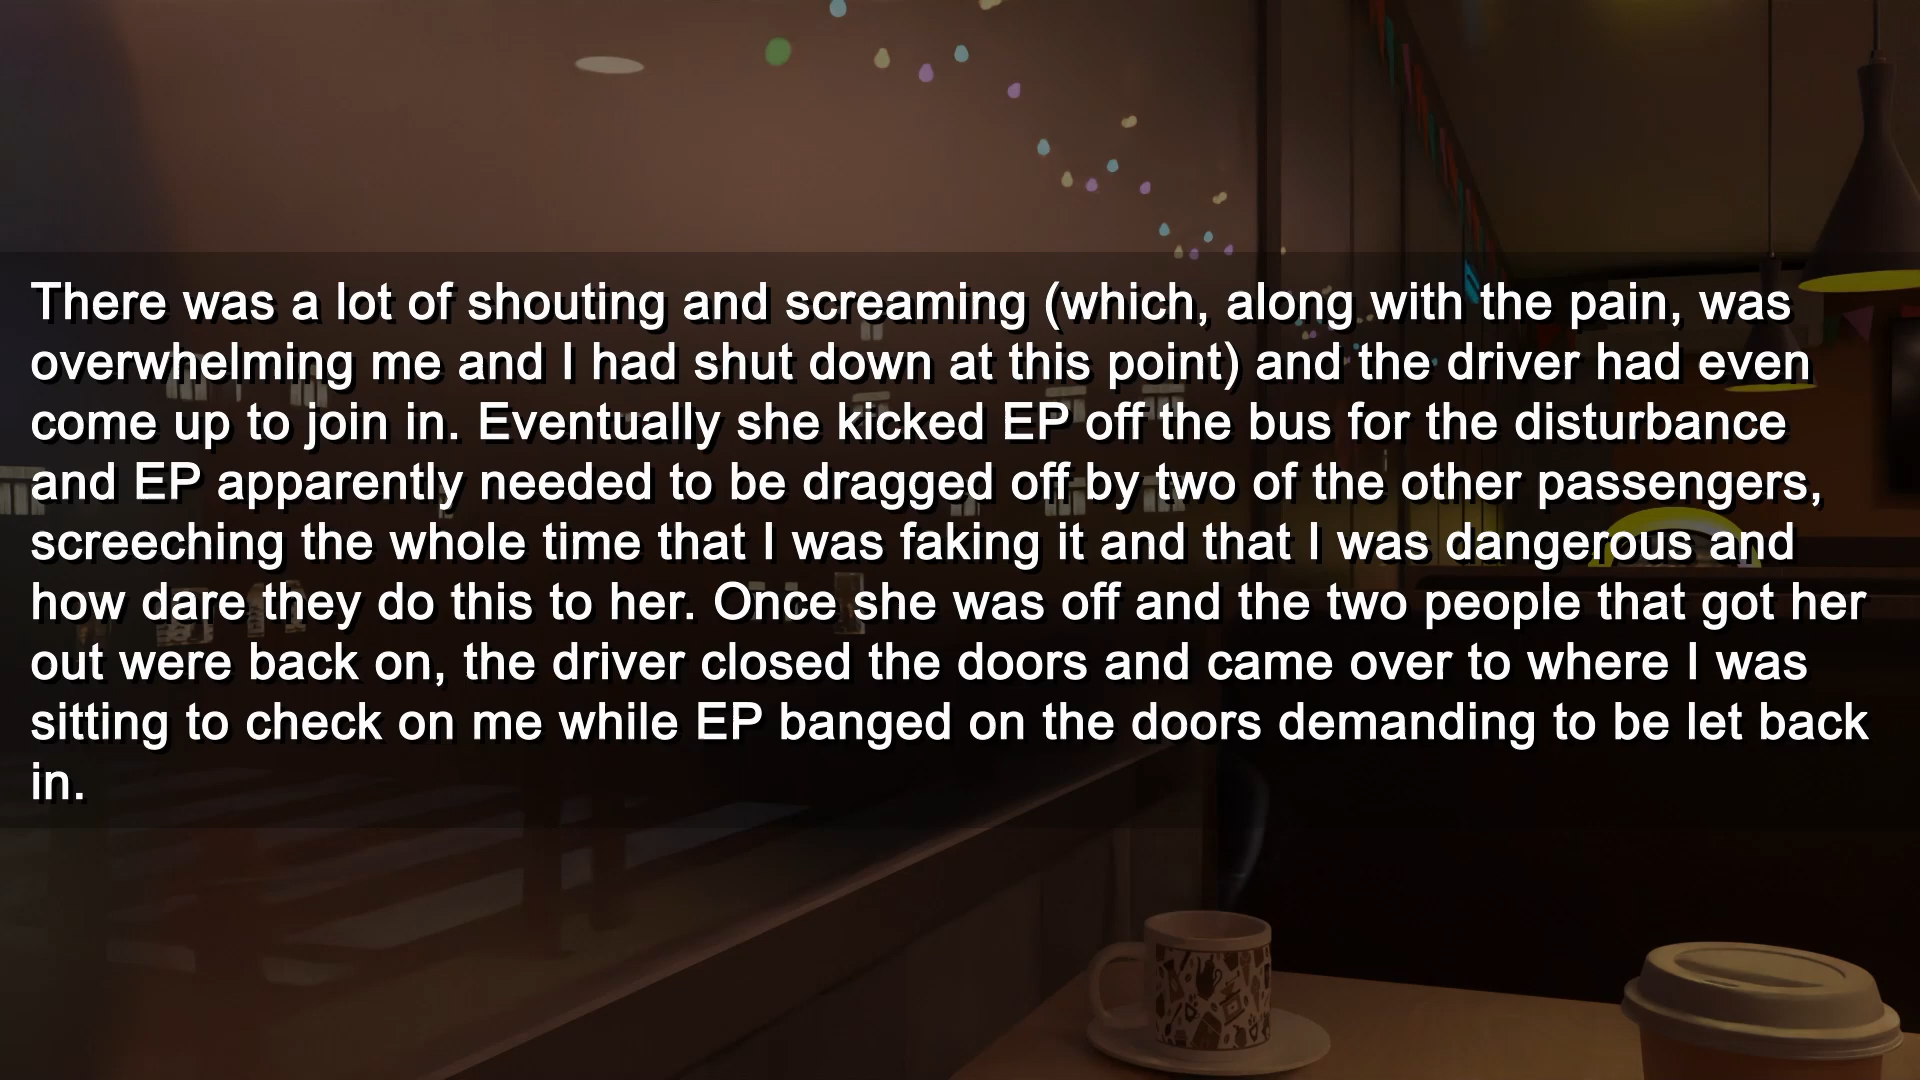 There was a lot of shouting and screaming (which, along with the pain, was
overwhelming me and I had shut down at this point) and the driver had even
come up to join in. Eventually she kicked EP off the bus for the disturbance
and EP apparently needed to be dragged off by two of the other passengers,
screeching the whole time that I was faking it and that I was dangerous and
how dare they do this to her. Once she was off and the two people that got her
out were back on, the driver closed the doors and came over to where I was
sitting to check on me while EP banged on the doors demanding to be let back
in.